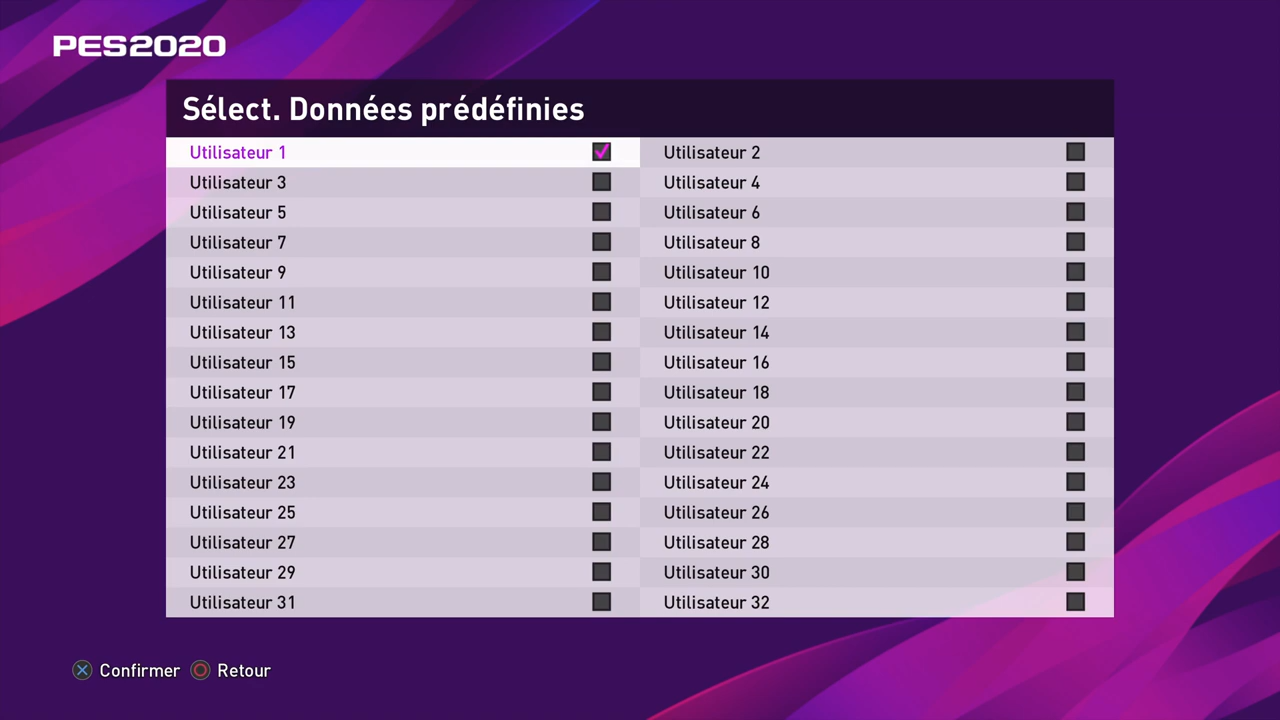 PES2020
Sélect. Données prédéfinies
Utilisateur 1
Utilisateur 2
Utilisateur 3
Utilisateur 4
Utilisateur 5
Utilisateur 6
Utilisateur 7
Utilisateur 8
Utilisateur 9
Utilisateur 10
Utilisateur 11
Utilisateur 12
Utilisateur 13
Utilisateur 14
Utilisateur 15
Utilisateur 16
Utilisateur 17
Utilisateur 18
Utilisateur 19
Utilisateur 20
Utilisateur 21
Utilisateur 22
Utilisateur 23
Utilisateur 24
Utilisateur 25
Utilisateur 26
Utilisateur 27
Utilisateur 28
Utilisateur 29
Utilisateur 30
Utilisateur 31
Utilisateur 32
Confirmer Retour